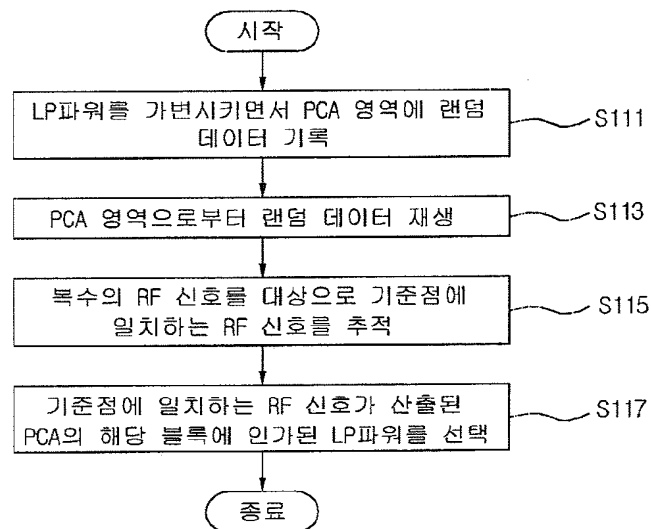 시작
LP파워를 가변시키면서 PCA 영역에 랜덤
데이터 기록
S111
PCA 영역으로부터 랜덤 데이터 재생
S113
복수의 RF 신호를 대상으로 기준점에
일치하는 RF 신호를 추적
S115
기준점에 일치하는 RF 신호가 산출된
PCA의 해당 블록에 인가된 LP파워를 선택
S117
종료